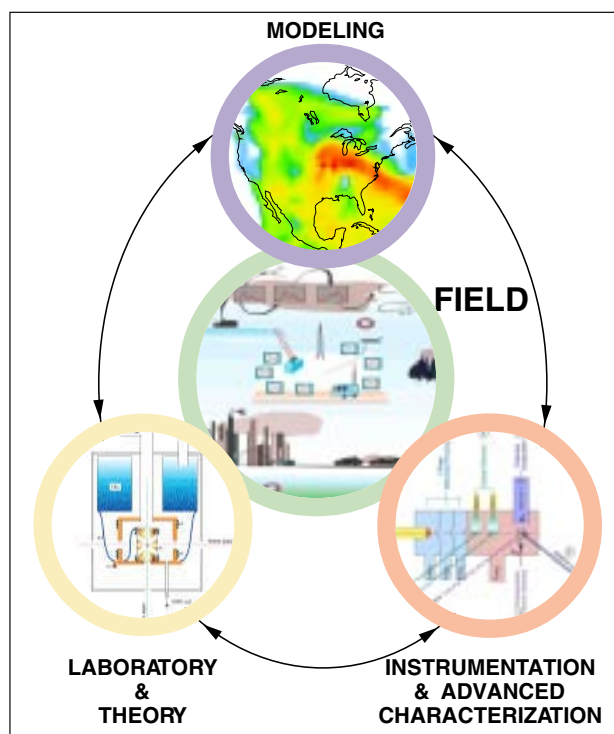 MODELING
FIELD
LABORATORY
&
THEORY
INSTRUMENTATION
& ADVANCED
CHARACTERIZATION